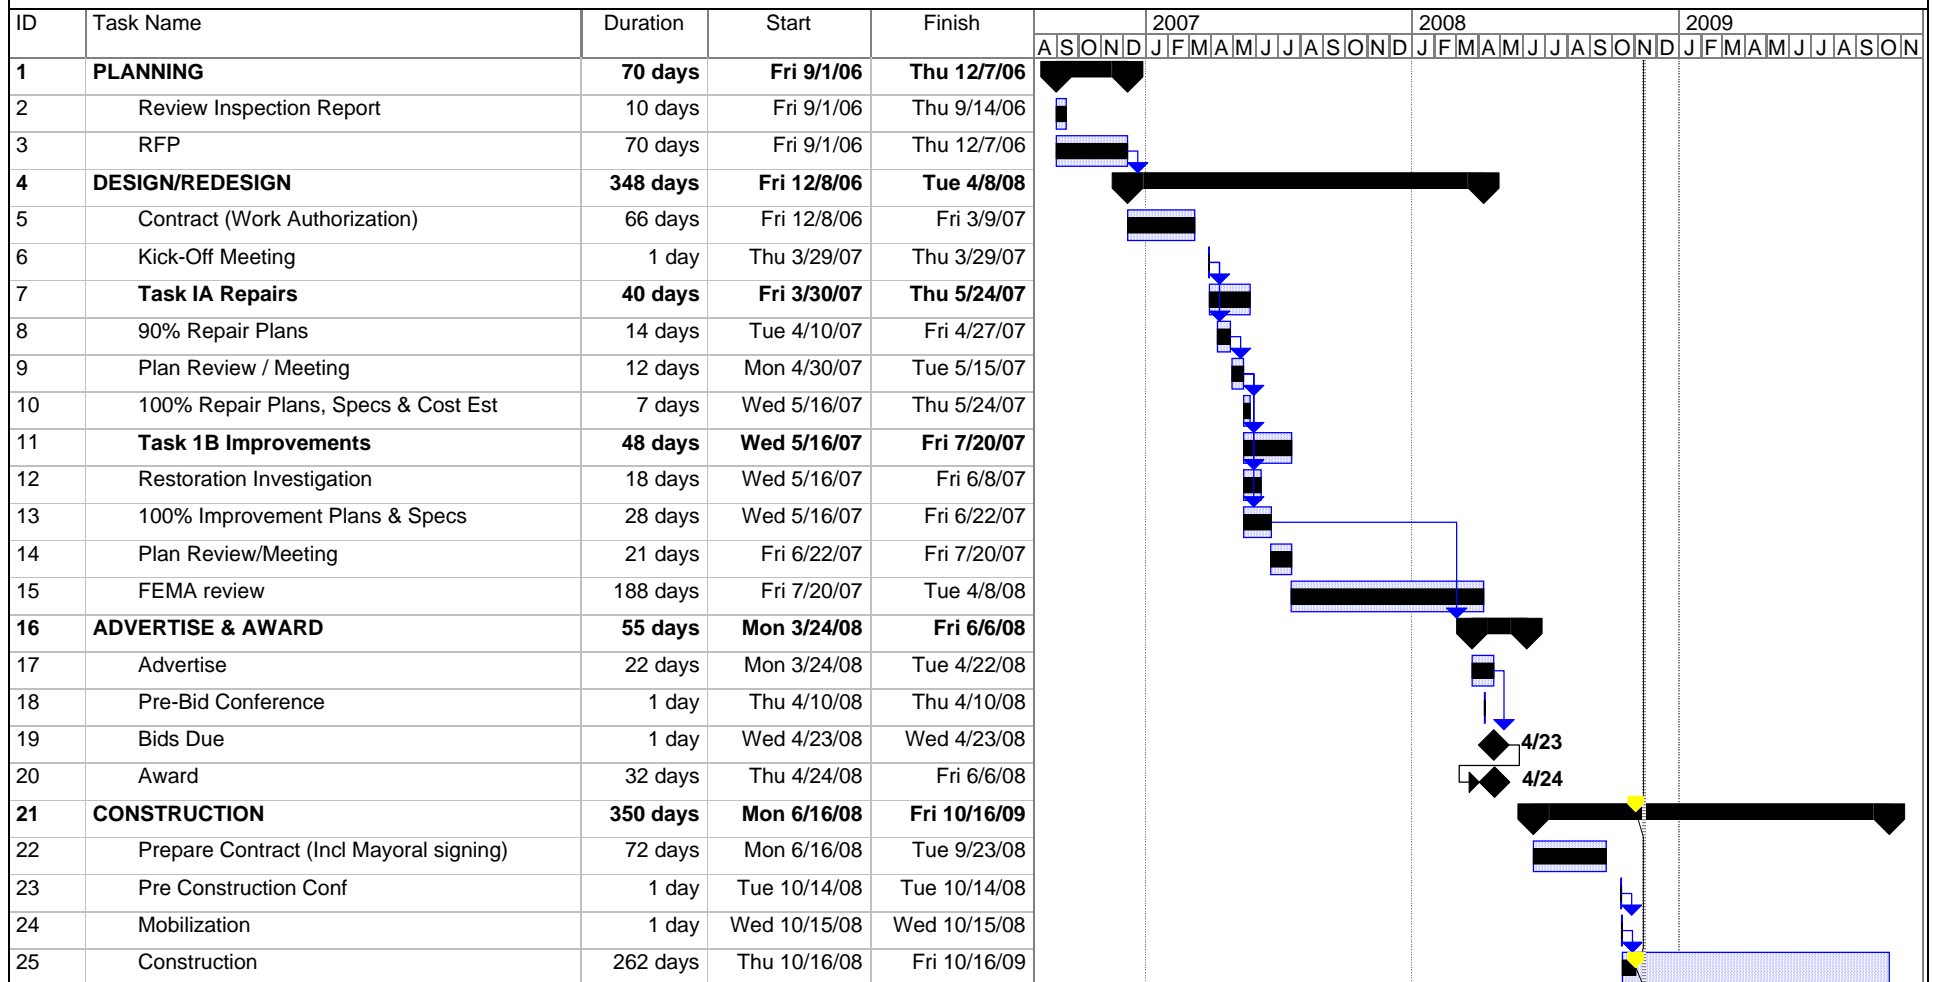 ID Task Name Duration Start Finish 2007 2008 2009
A S O N D J F M A M J J A S O N D J F M A M J J A S O N D J F M A M J J A S O N
1 PLANNING 70 days Fri 9/1/06 Thu 12/7/06
2 Review Inspection Report 10 days Fri 9/1/06 Thu 9/14/06
3 RFP 70 days Fri 9/1/06 Thu 12/7/06
4 DESIGN/REDESIGN 348 days Fri 12/8/06 Tue 4/8/08
5 Contract (Work Authorization) 66 days Fri 12/8/06 Fri 3/9/07
6 Kick-Off Meeting 1 day Thu 3/29/07 Thu 3/29/07
7 Task IA Repairs 40 days Fri 3/30/07 Thu 5/24/07
8 90% Repair Plans 14 days Tue 4/10/07 Fri 4/27/07
9 Plan Review / Meeting 12 days Mon 4/30/07 Tue 5/15/07
10 100% Repair Plans, Specs & Cost Est 7 days Wed 5/16/07 Thu 5/24/07
11 Task 1B Improvements 48 days Wed 5/16/07 Fri 7/20/07
12 Restoration Investigation 18 days Wed 5/16/07 Fri 6/8/07
13 100% Improvement Plans & Specs 28 days Wed 5/16/07 Fri 6/22/07
14 Plan Review/Meeting 21 days Fri 6/22/07 Fri 7/20/07
15 FEMA review 188 days Fri 7/20/07 Tue 4/8/08
16 ADVERTISE & AWARD 55 days Mon 3/24/08 Fri 6/6/08
17 Advertise 22 days Mon 3/24/08 Tue 4/22/08
18 Pre-Bid Conference 1 day Thu 4/10/08 Thu 4/10/08
19 Bids Due 1 day Wed 4/23/08 Wed 4/23/08 4/23
20 Award 32 days Thu 4/24/08 Fri 6/6/08 4/24
21 CONSTRUCTION 350 days Mon 6/16/08 Fri 10/16/09
22 Prepare Contract (Incl Mayoral signing) 72 days Mon 6/16/08 Tue 9/23/08
23 Pre Construction Conf 1 day Tue 10/14/08 Tue 10/14/08
24 Mobilization 1 day Wed 10/15/08 Wed 10/15/08
25 Construction 262 days Thu 10/16/08 Fri 10/16/09